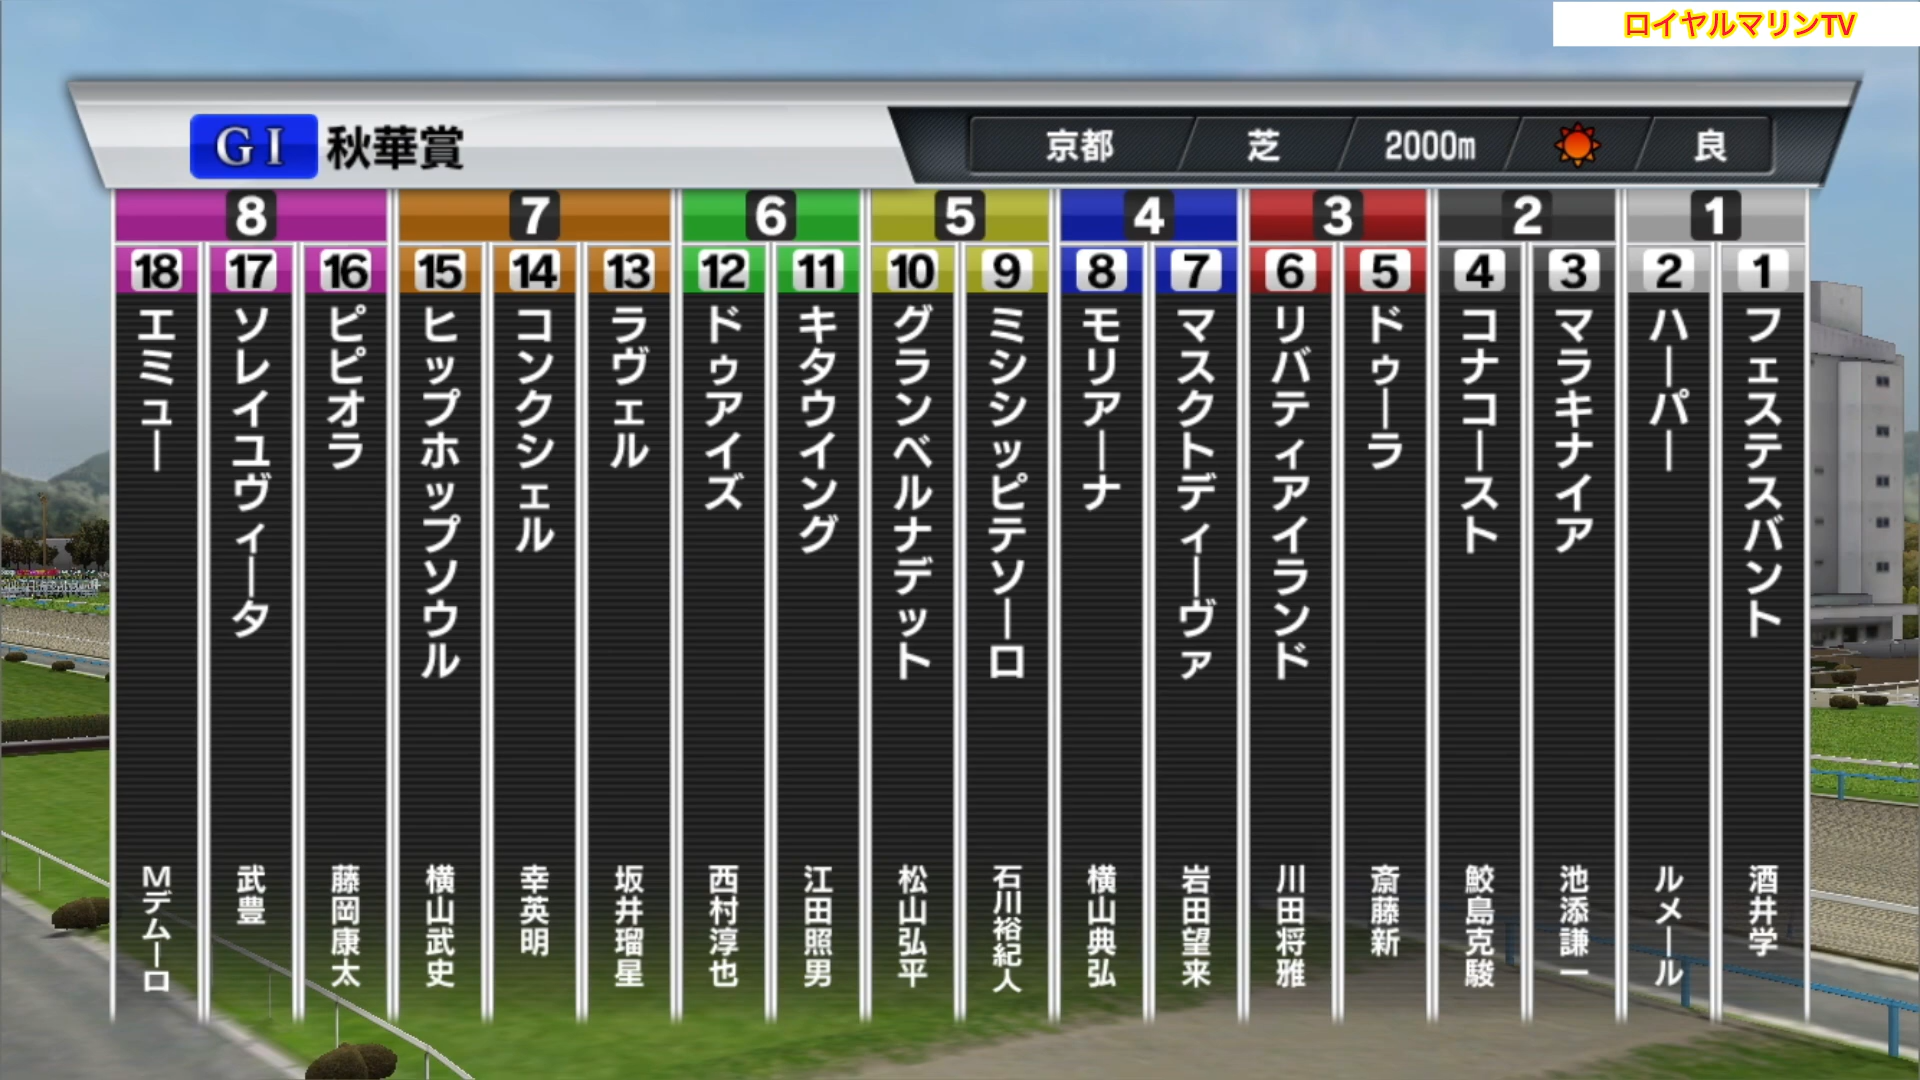 ロイヤルマリンTV
GI 秋華賞
京都 芝 2000m 良
1 2 3 4 5 6 7 8
1 フェステスバント 酒井学
2 ハーパー ルメール
3 マラキナイア 池添謙一
4 コナコースト 鮫島克駿
5 ドゥーラ 斎藤新
6 リバティアイランド 川田将雅
7 マスクトディーヴァ 岩田望来
8 モリアーナ 横山典弘
9 ミシシッピテソーロ 石川裕紀人
10 グランベルナデット 松山弘平
11 キタウイング 江田照男
12 ドゥアイズ 西村淳也
13 ラヴェル 坂井瑠星
14 コンクシェル 幸英明
15 ヒップホップソウル 横山武史
16 ピピオラ 藤岡康太
17 ソレイユヴィータ 武豊
18 エミュー Mデムーロ